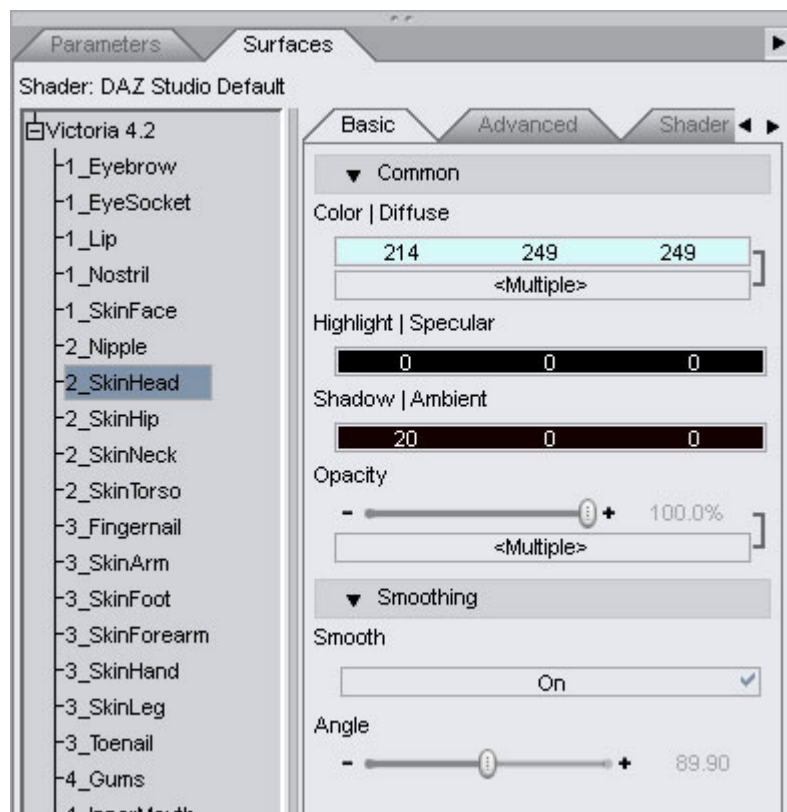 Parameters Surfaces
Shader: DAZ Studio Default
Victoria 4.2
1_Eyebrow
1_EyeSocket
1_Lip
1_Nostril
1_SkinFace
2_Nipple
2_SkinHead
2_SkinHip
2_SkinNeck
2_SkinTorso
3_Fingernail
3_SkinArm
3_SkinFoot
3_SkinForearm
3_SkinHand
3_SkinLeg
3_Toenail
4_Gums
4_InnerMouth
Basic Advanced Shader
Common
Color | Diffuse
214 249 249
<Multiple>
Highlight | Specular
0 0 0
Shadow | Ambient
20 0 0
Opacity
- + 100.0%
<Multiple>
Smoothing
Smooth
On
Angle
- + 89.90